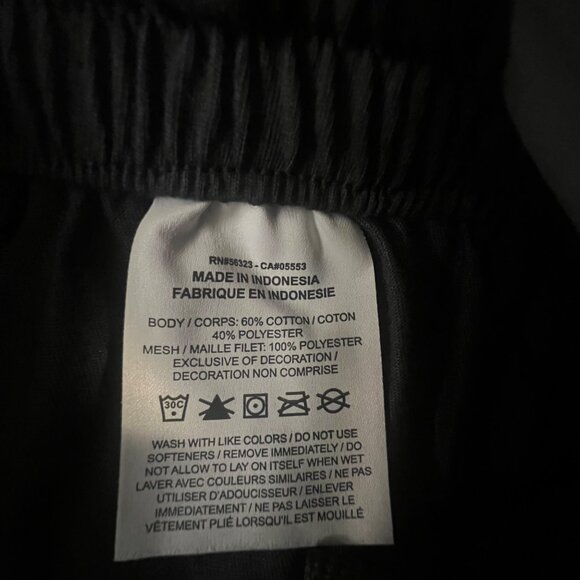 RN#56323 - CA#05553
MADE IN INDONESIA
FABRIQUE EN INDONESIE
BODY / CORPS: 60% COTTON / COTON
40% POLYESTER
MESH / MAILLE FILET: 100% POLYESTER
EXCLUSIVE OF DECORATION /
DECORATION NON COMPRISE
30C
WASH WITH LIKE COLORS / DO NOT USE
SOFTENERS / REMOVE IMMEDIATELY / DO
NOT ALLOW TO LAY ON ITSELF WHEN WET
LAVER AVEC COULEURS SIMILAIRES / NE PAS
UTILISER D'ADOUCISSEUR / ENLEVER
IMMÉDIATEMENT / NE PAS LAISSER LE
VÊTEMENT PLIÉ LORSQU'IL EST MOUILLÉ